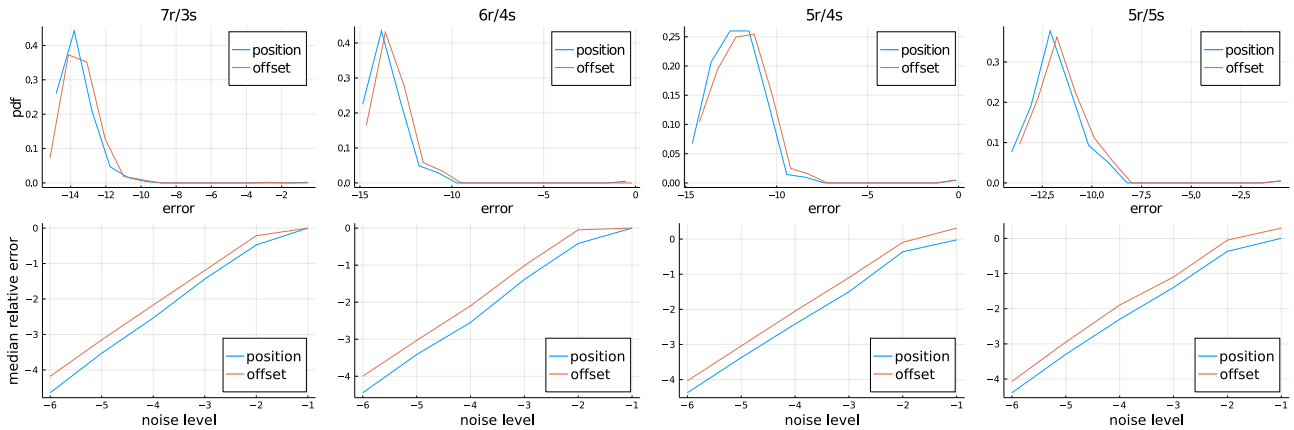 7r/3s 6r/4s 5r/4s 5r/5s
pdf
0.4
0.3
0.2
0.1
0.0
position
offset
−14 −12 −10 −8 −6 −4 −2
error
0.4
0.3
0.2
0.1
0.0
position
offset
−15 −10 −5 0
error
0.25
0.20
0.15
0.10
0.05
0.00
position
offset
−15 −10 −5 0
error
0.3
0.2
0.1
0.0
position
offset
−12.5 −10.0 −7.5 −5.0 −2.5
error
median relative error
0
−1
−2
−3
−4
position
offset
−6 −5 −4 −3 −2 −1
noise level
0
−1
−2
−3
−4
position
offset
−6 −5 −4 −3 −2 −1
noise level
0
−1
−2
−3
−4
position
offset
−6 −5 −4 −3 −2 −1
noise level
0
−1
−2
−3
−4
position
offset
−6 −5 −4 −3 −2 −1
noise level